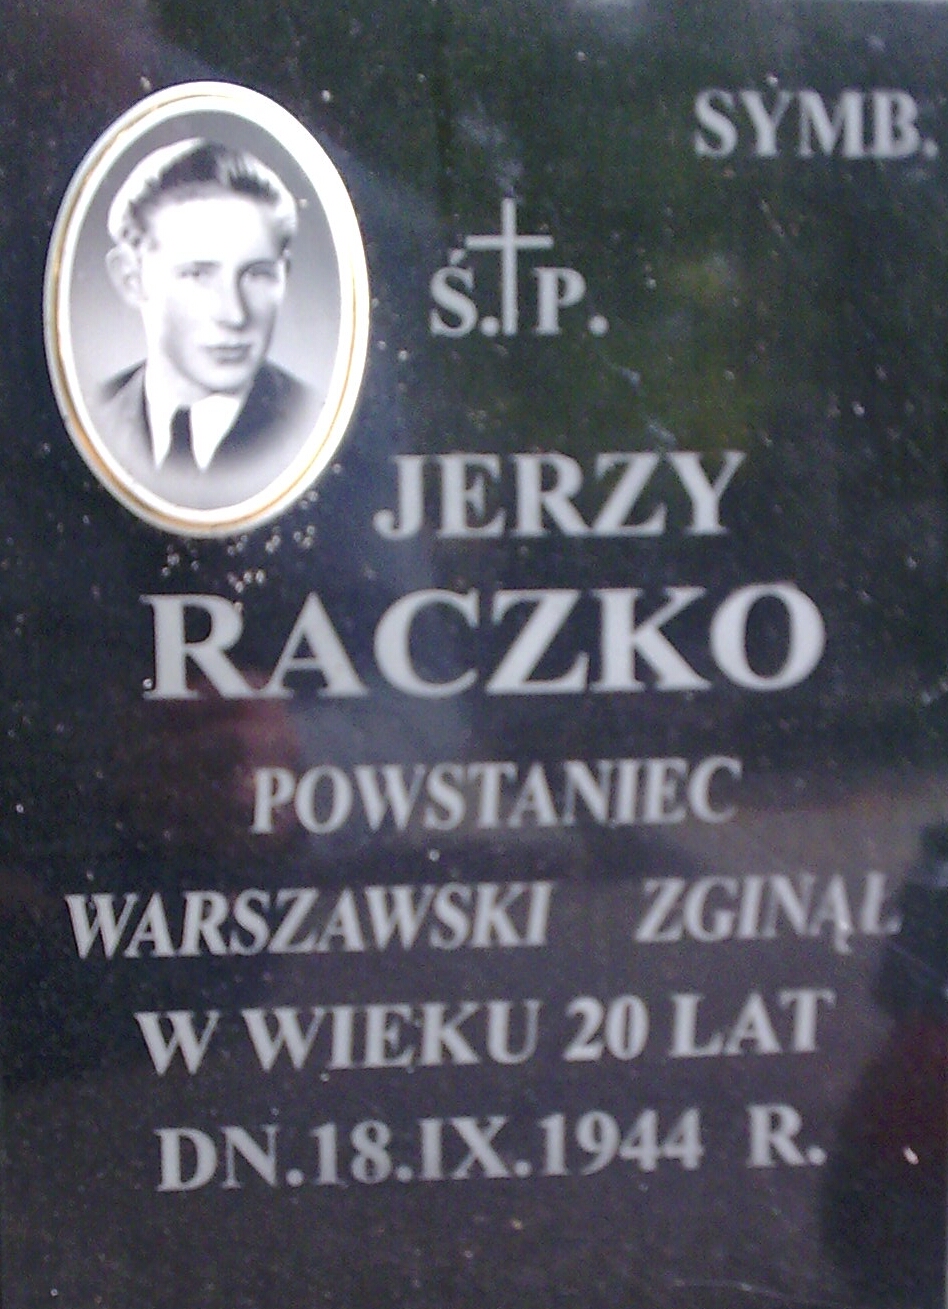 SYMB.
Ś.P.
JERZY
RACZKO
POWSTANIEC
WARSZAWSKI ZGINĄŁ
W WIEKU 20 LAT
DN.18.IX.1944 R.